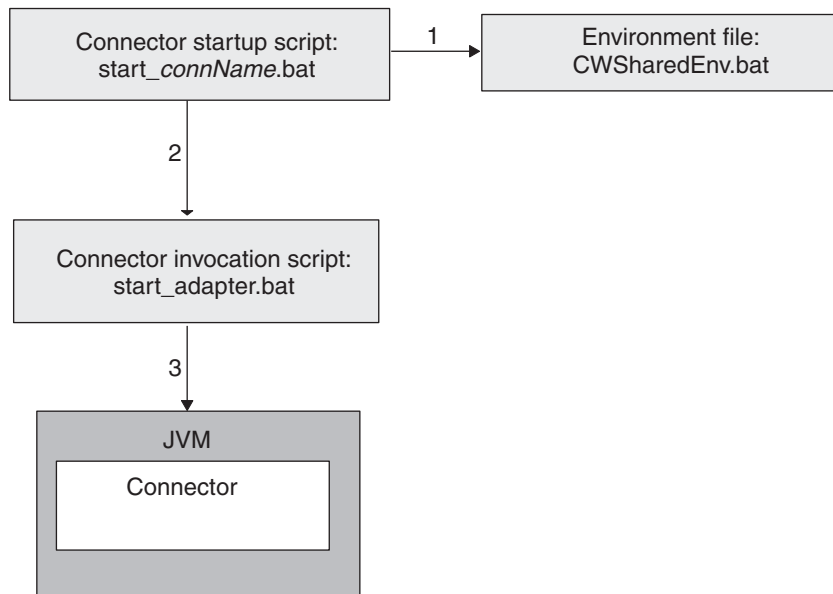 Connector startup script:
start_connName.bat
1
Environment file:
CWSharedEnv.bat
2
Connector invocation script:
start_adapter.bat
3
JVM
Connector